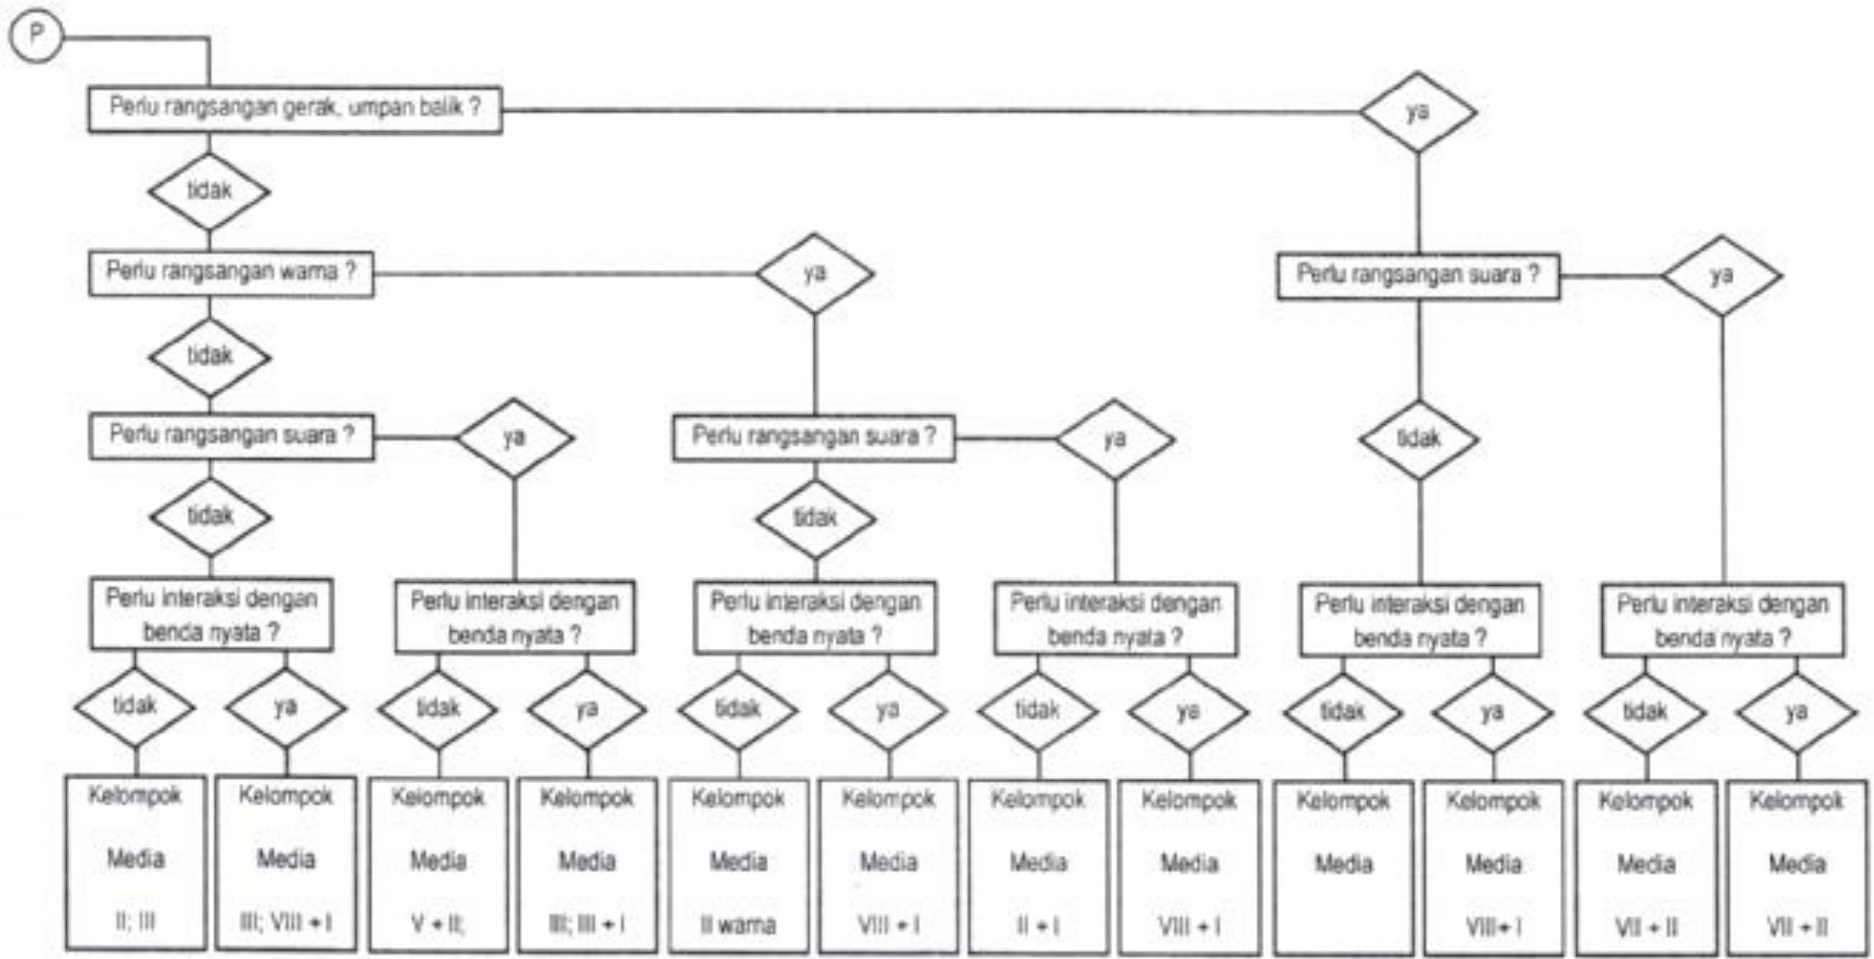 P
Perlu rangsangan gerak, umpan balik ?
ya
tidak
Perlu rangsangan warna ?
ya
Perlu rangsangan suara ?
ya
tidak
Perlu rangsangan suara ?
ya
Perlu rangsangan suara ?
ya
tidak
tidak
tidak
Perlu interaksi dengan
benda nyata ?
Perlu interaksi dengan
benda nyata ?
Perlu interaksi dengan
benda nyata ?
Perlu interaksi dengan
benda nyata ?
Perlu interaksi dengan
benda nyata ?
Perlu interaksi dengan
benda nyata ?
tidak
ya
tidak
ya
tidak
ya
tidak
ya
tidak
ya
tidak
ya
Kelompok
Media
II; III
Kelompok
Media
III; VIII + I
Kelompok
Media
V + II;
Kelompok
Media
Kelompok
Media
II warna
Kelompok
Media
VIII + I
Kelompok
Media
II + I
Kelompok
Media
VIII + I
Kelompok
Media
Kelompok
Media
VIII+ I
Kelompok
Media
VII + II
Kelompok
Media
VII + II